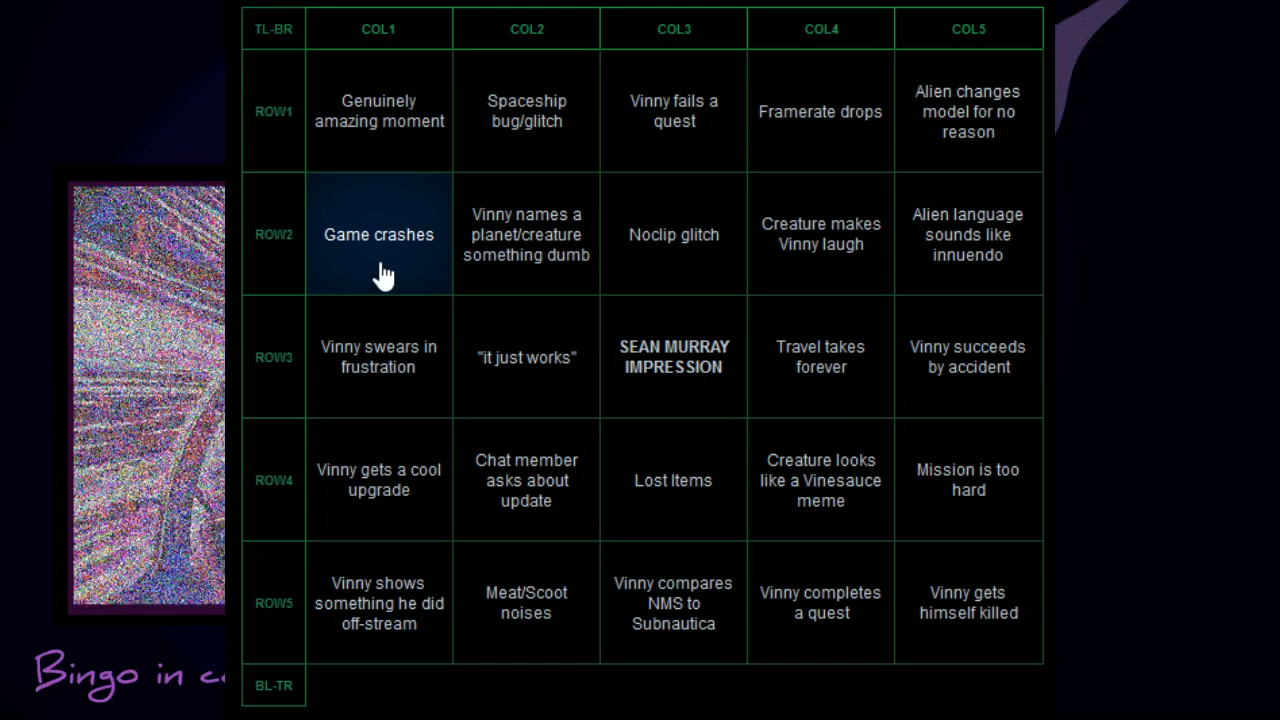 TL-BR COL1 COL2 COL3 COL4 COL5
ROW1
Genuinely
amazing moment
Spaceship
bug/glitch
Vinny fails a
quest
Framerate drops
Alien changes
model for no
reason
ROW2
Game crashes
Vinny names a
planet/creature
something dumb
Noclip glitch
Creature makes
Vinny laugh
Alien language
sounds like
innuendo
ROW3
Vinny swears in
frustration
"it just works"
SEAN MURRAY
IMPRESSION
Travel takes
forever
Vinny succeeds
by accident
ROW4
Vinny gets a cool
upgrade
Chat member
asks about
update
Lost Items
Creature looks
like a Vinesauce
meme
Mission is too
hard
ROW5
Vinny shows
something he did
off-stream
Meat/Scoot
noises
Vinny compares
NMS to
Subnautica
Vinny completes
a quest
Vinny gets
himself killed
BL-TR
Bingo in